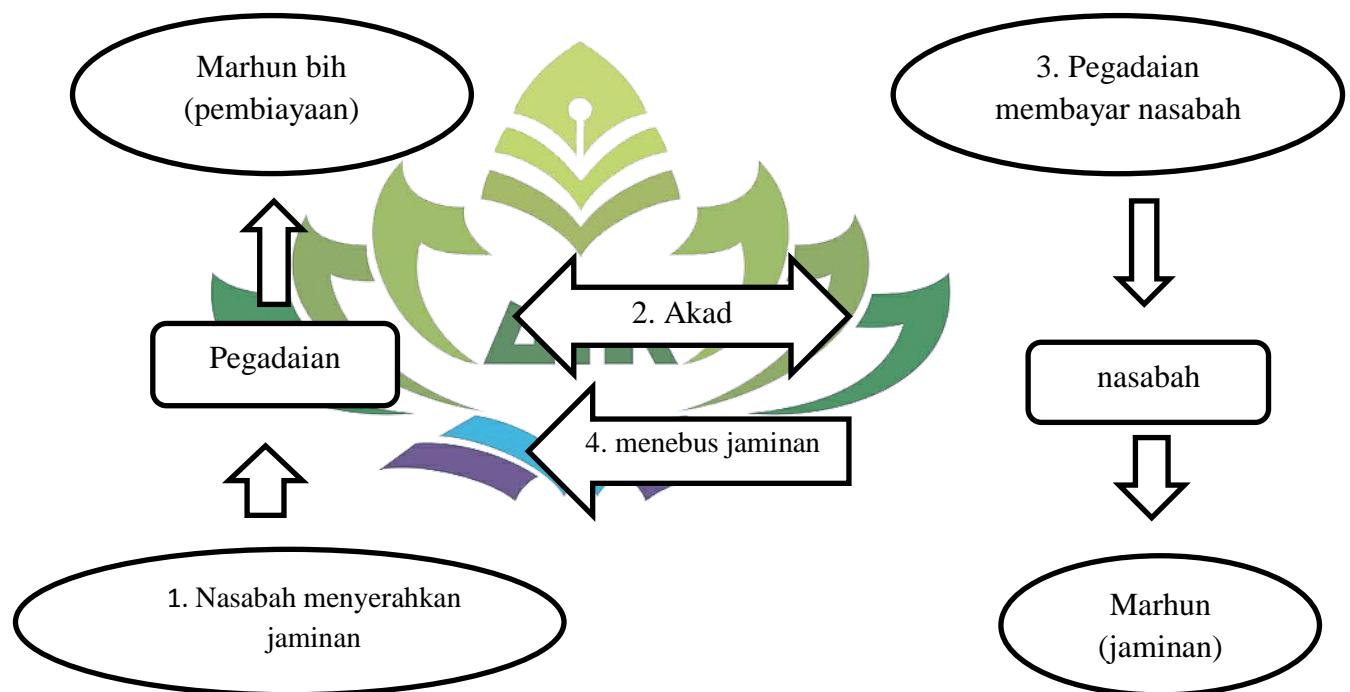 Marhun bih
(pembiayaan)
3. Pegadaian
membayar nasabah
2. Akad
Pegadaian
nasabah
4. menebus jaminan
1. Nasabah menyerahkan
jaminan
Marhun
(jaminan)